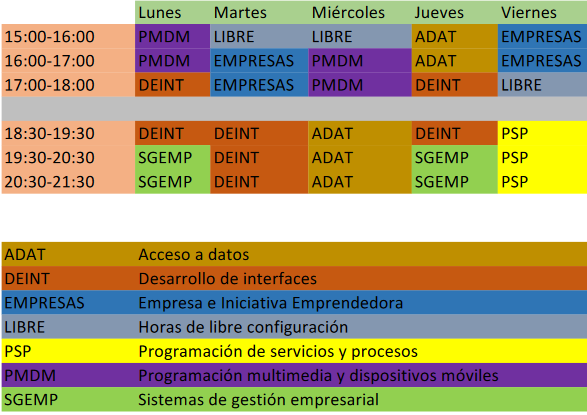 Lunes Martes Miércoles Jueves Viernes
15:00-16:00 PMDM LIBRE LIBRE ADAT EMPRESAS
16:00-17:00 PMDM EMPRESAS PMDM ADAT EMPRESAS
17:00-18:00 DEINT EMPRESAS PMDM DEINT LIBRE
18:30-19:30 DEINT DEINT ADAT DEINT PSP
19:30-20:30 SGEMP DEINT ADAT SGEMP PSP
20:30-21:30 SGEMP DEINT ADAT SGEMP PSP
ADAT Acceso a datos
DEINT Desarrollo de interfaces
EMPRESAS Empresa e Iniciativa Emprendedora
LIBRE Horas de libre configuración
PSP Programación de servicios y procesos
PMDM Programación multimedia y dispositivos móviles
SGEMP Sistemas de gestión empresarial